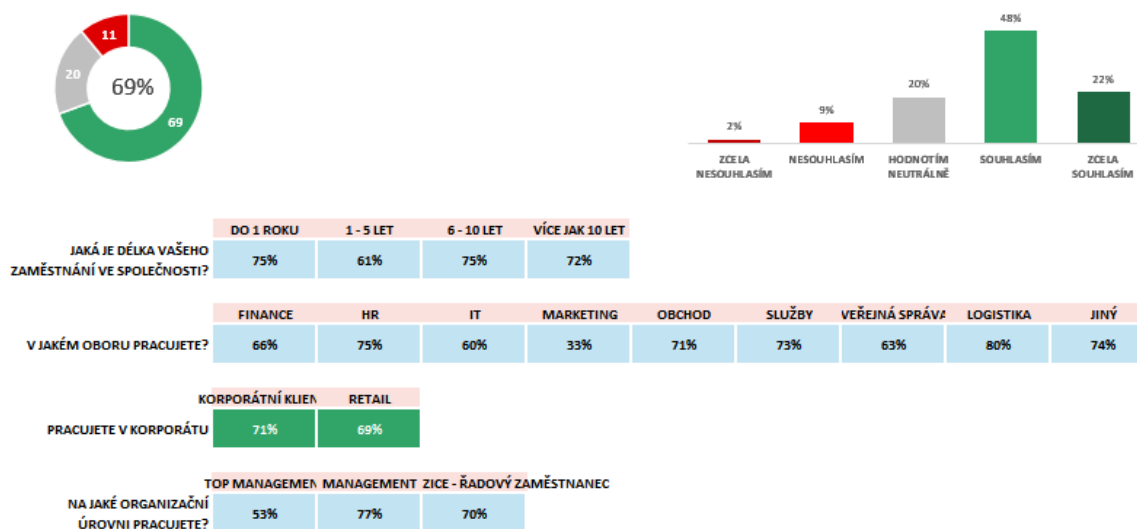 11
20
69%
69
48%
22%
20%
9%
2%
ZCELA NESOUHLASÍM
NESOUHLASÍM
HODNOTÍM NEUTRÁLNĚ
SOUHLASÍM
ZCELA SOUHLASÍM
DO 1 ROKU 1 - 5 LET 6 - 10 LET VÍCE JAK 10 LET
JAKÁ JE DÉLKA VAŠEHO
ZAMĚSTNÁNÍ VE SPOLEČNOSTI?
75% 61% 75% 72%
FINANCE HR IT MARKETING OBCHOD SLUŽBY VEŘEJNÁ SPRÁVA LOGISTIKA JINÝ
V JAKÉM OBORU PRACUJETE? 66% 75% 60% 33% 71% 73% 63% 80% 74%
KORPORÁTNÍ KLIEN RETAIL
PRACUJETE V KORPORÁTU 71% 69%
TOP MANAGEMEN MANAGEMENT ZICE - ŘADOVÝ ZAMĚSTNANEC
NA JAKÉ ORGANIZAČNÍ
ÚROVNI PRACUJETE?
53% 77% 70%